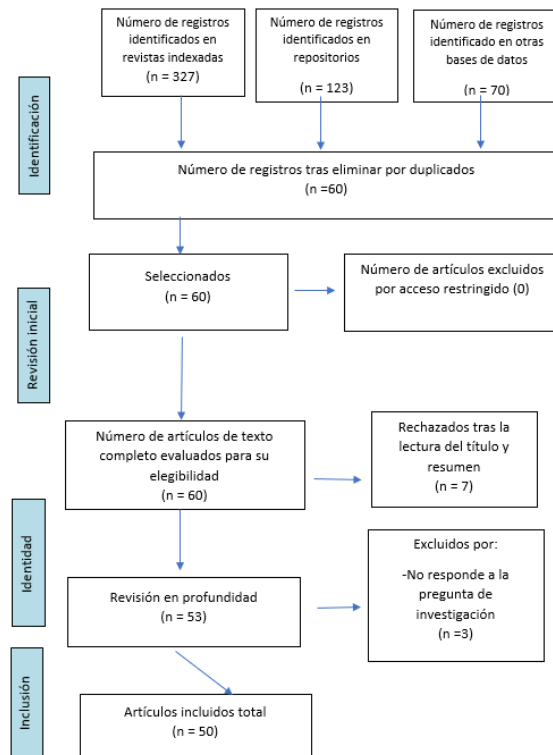 Número de registros
identificados en
revistas indexadas
(n = 327)
Número de registros
identificados en
repositorios
(n = 123)
Número de registros
identificado en otras
bases de datos
(n = 70)
Identificación
Número de registros tras eliminar por duplicados
(n =60)
Seleccionados
(n = 60)
Número de artículos excluidos
por acceso restringido (0)
Revisión inicial
Número de artículos de texto
completo evaluados para su
elegibilidad
(n = 60)
Rechazados tras la
lectura del título y
resumen
(n = 7)
Identidad
Revisión en profundidad
(n = 53)
Excluidos por:
-No responde a la
pregunta de
investigación
(n =3)
Inclusión
Artículos incluidos total
(n = 50)